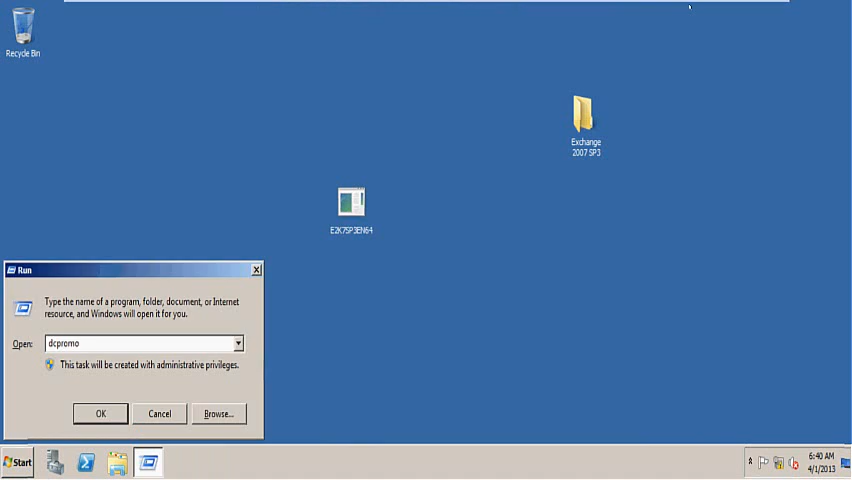 Recycle Bin
Exchange
2007 SP3
E2K7SP3EN64
Run
Type the name of a program, folder, document, or Internet
resource, and Windows will open it for you.
Open:
dcpromo
This task will be created with administrative privileges.
OK
Cancel
Browse...
Start
6:40 AM
4/1/2013